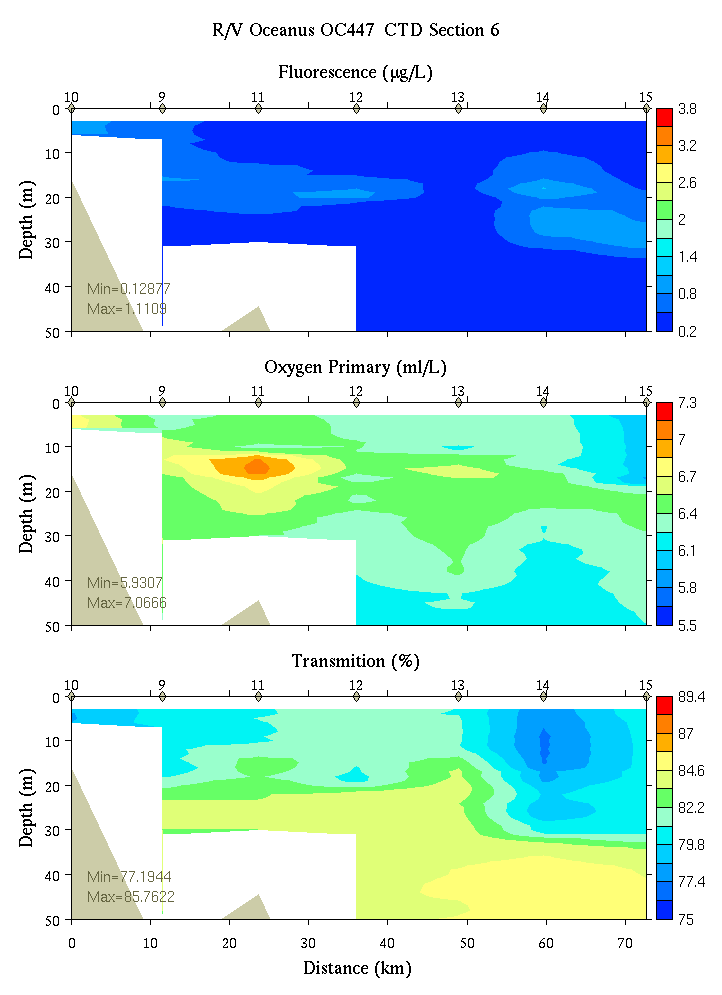 R/V Oceanus OC447 CTD Section 6
Fluorescence (µg/L)
10 9 11 12 13 14 15
0
10
20
30
40
50
Depth (m)
Min=0.12877
Max=1.1109
3.8
3.2
2.6
2
1.4
0.8
0.2
Oxygen Primary (ml/L)
10 9 11 12 13 14 15
0
10
20
30
40
50
Depth (m)
Min=5.9307
Max=7.0666
7.3
7
6.7
6.4
6.1
5.8
5.5
Transmition (%)
10 9 11 12 13 14 15
0
10
20
30
40
50
Depth (m)
Min=77.1944
Max=85.7622
89.4
87
84.6
82.2
79.8
77.4
75
0 10 20 30 40 50 60 70
Distance (km)